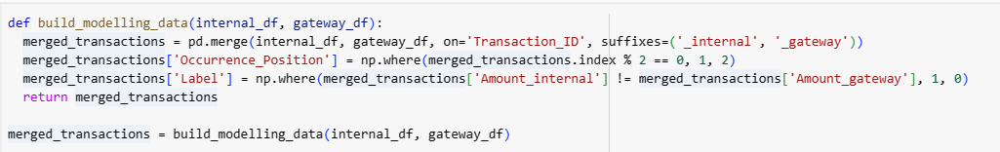 def build_modelling_data(internal_df, gateway_df):
  merged_transactions = pd.merge(internal_df, gateway_df, on='Transaction_ID', suffixes=('_internal', '_gateway'))
  merged_transactions['Occurrence_Position'] = np.where(merged_transactions.index % 2 == 0, 1, 2)
  merged_transactions['Label'] = np.where(merged_transactions['Amount_internal'] != merged_transactions['Amount_gateway'], 1, 0)
  return merged_transactions

merged_transactions = build_modelling_data(internal_df, gateway_df)